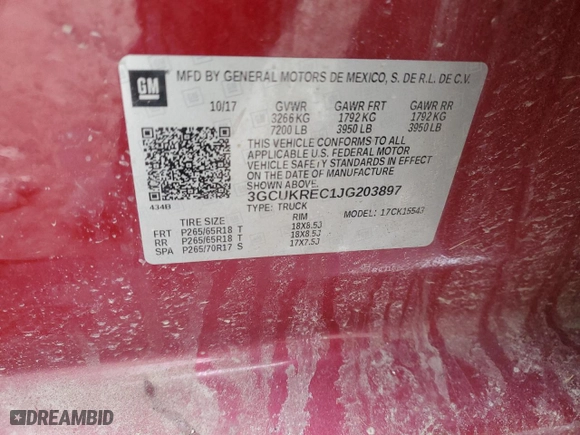 GM
MFD BY GENERAL MOTORS DE MEXICO, S. DE R.L. DE C.V.
10/17 GVWR GAWR FRT GAWR RR
3266 KG 1792 KG 1792 KG
7200 LB 3950 LB 3950 LB
THIS VEHICLE CONFORMS TO ALL
APPLICABLE U.S. FEDERAL MOTOR
VEHICLE SAFETY STANDARDS IN EFFECT
ON THE DATE OF MANUFACTURE
SHOWN ABOVE.
434B
3GCUKREC1JG203897
TYPE: TRUCK MODEL: 17CK15543
TIRE SIZE RIM
FRT P265/65R18 T 18X8.5J
RR P265/65R18 T 18X8.5J
SPA P265/70R17 S 17X7.5J
DREAMBID